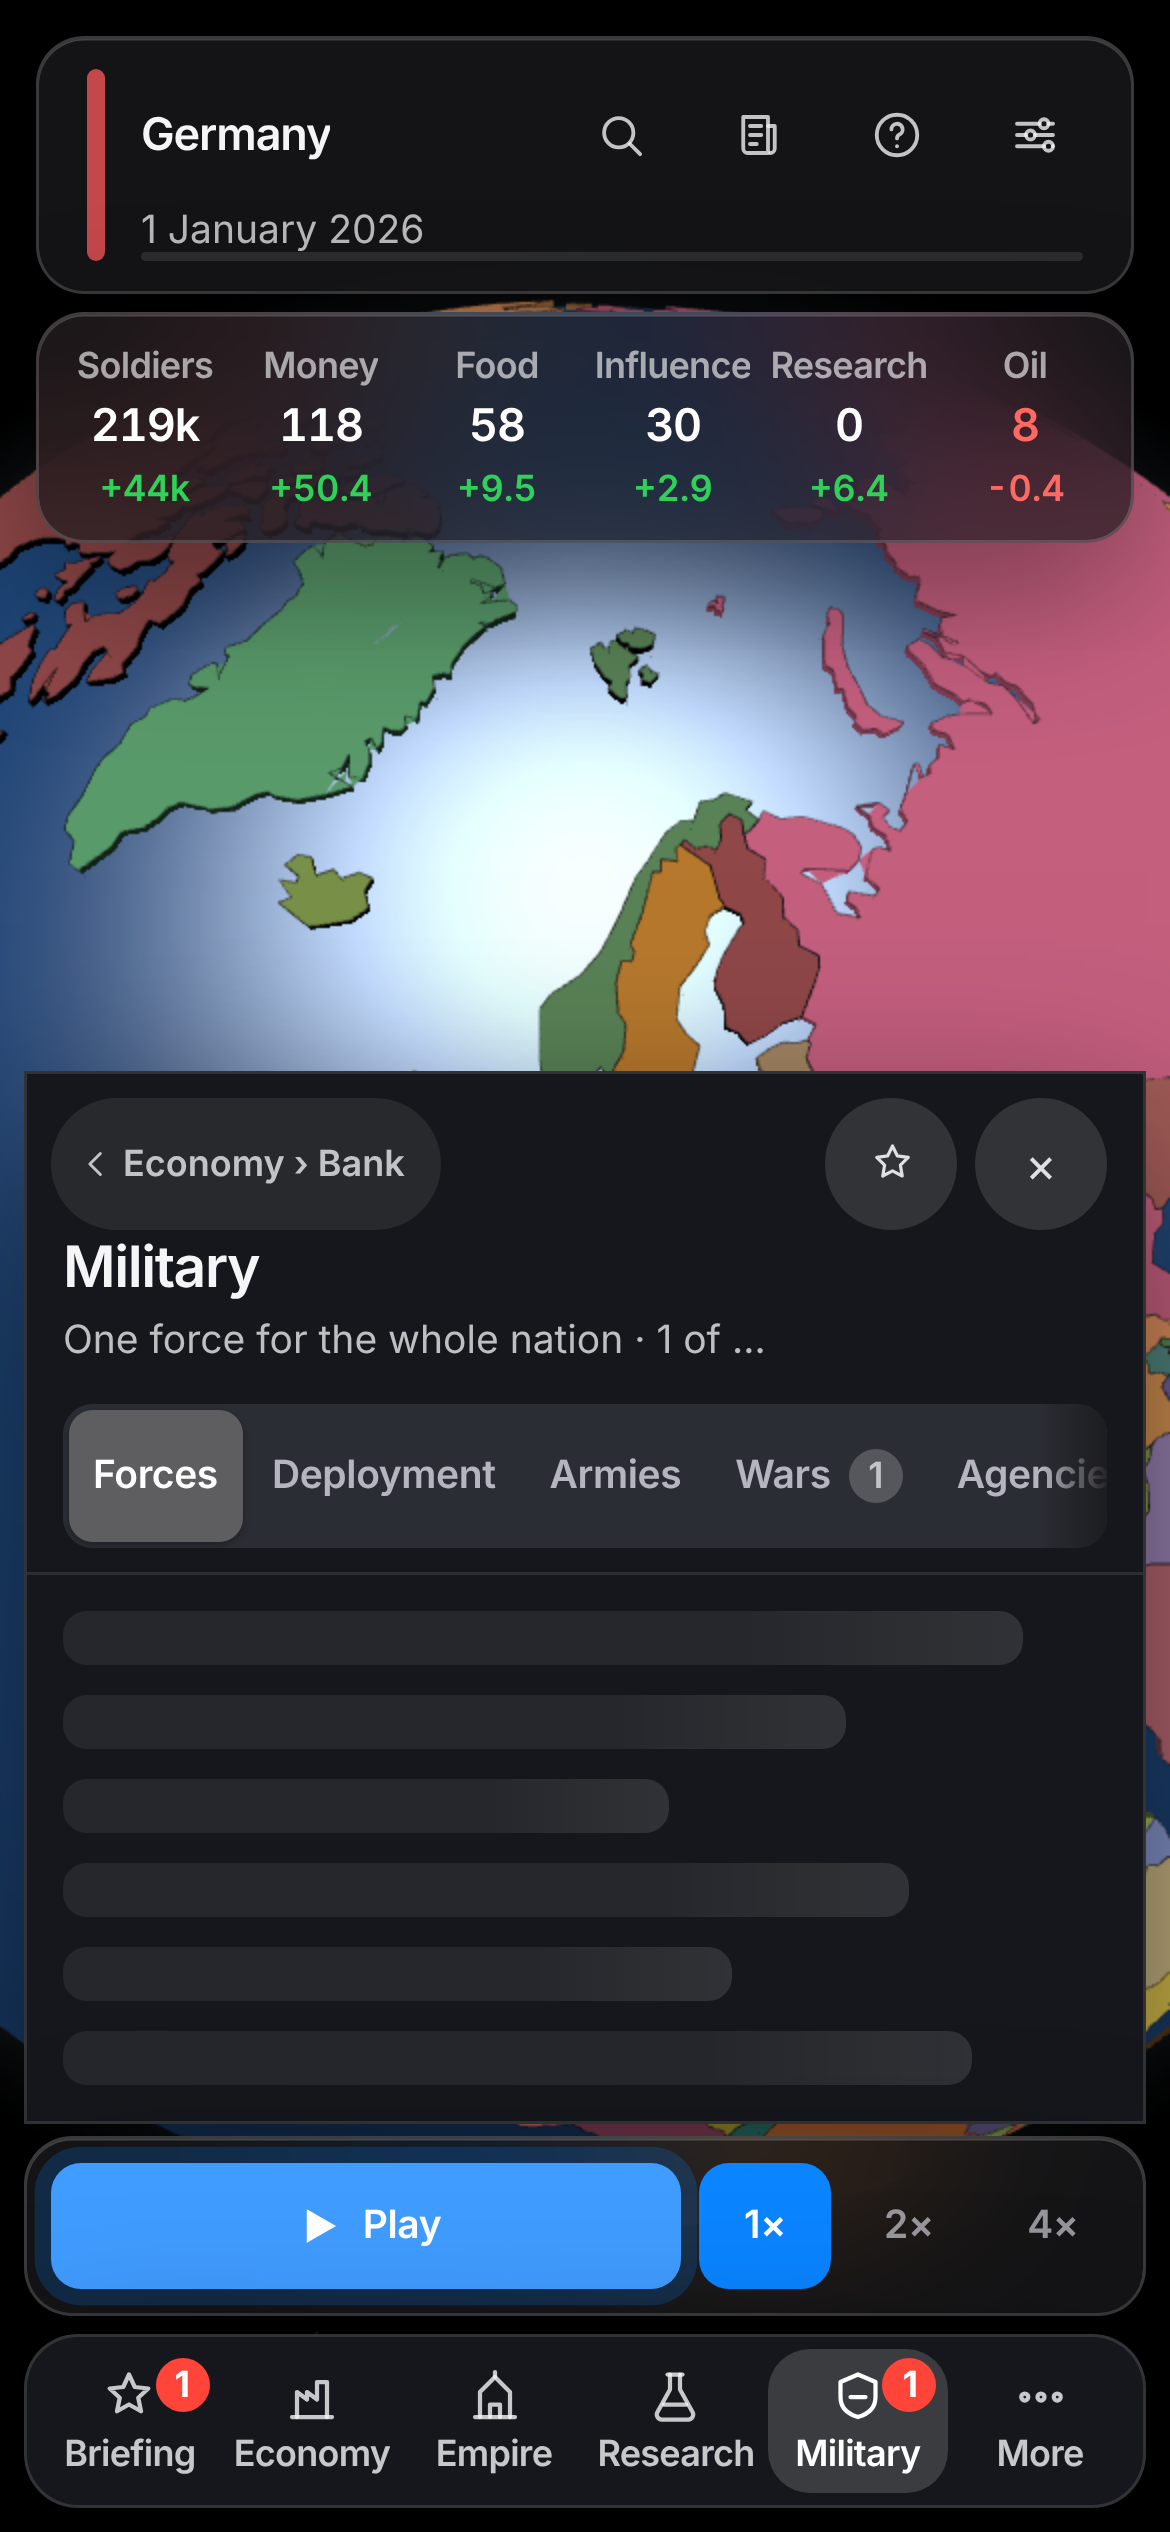 Germany
1 January 2026
Soldiers Money Food Influence Research Oil
219k 118 58 30 0 8
+44k +50.4 +9.5 +2.9 +6.4 -0.4
Economy › Bank
Military
One force for the whole nation · 1 of ...
Forces Deployment Armies Wars 1 Agencie
Play 1× 2× 4×
1 1
Briefing Economy Empire Research Military More